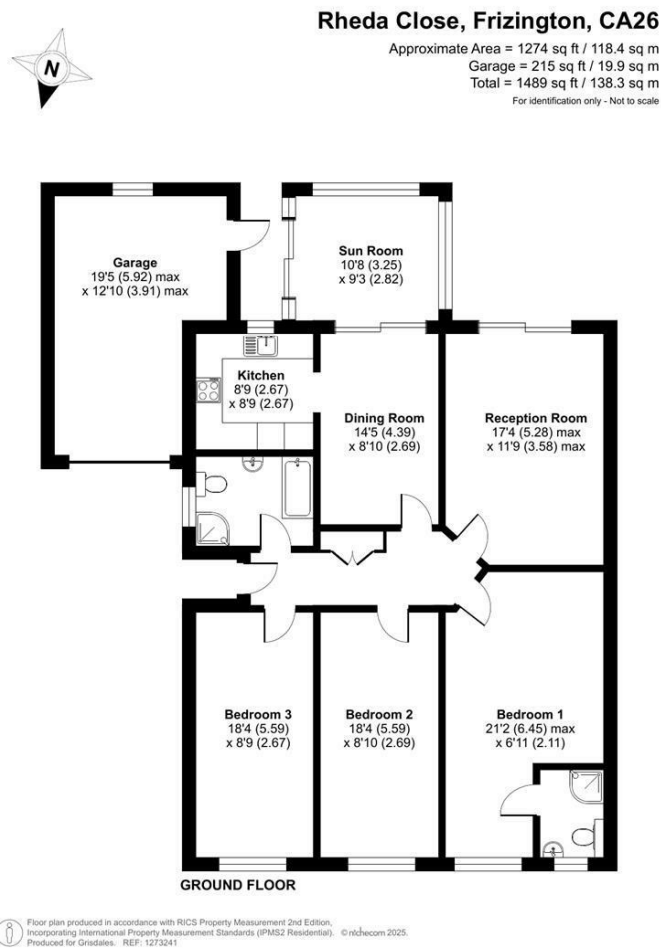 Rheda Close, Frizington, CA26
Approximate Area = 1274 sq ft / 118.4 sq m
Garage = 215 sq ft / 19.9 sq m
Total = 1489 sq ft / 138.3 sq m
For identification only - Not to scale
N
Garage
19'5 (5.92) max
x 12'10 (3.91) max
Sun Room
10'8 (3.25)
x 9'3 (2.82)
Kitchen
8'9 (2.67)
x 8'9 (2.67)
Dining Room
14'5 (4.39)
x 8'10 (2.69)
Reception Room
17'4 (5.28) max
x 11'9 (3.58) max
Bedroom 3
18'4 (5.59)
x 8'9 (2.67)
Bedroom 2
18'4 (5.59)
x 8'10 (2.69)
Bedroom 1
21'2 (6.45) max
x 6'11 (2.11)
GROUND FLOOR
Floor plan produced in accordance with RICS Property Measurement 2nd Edition,
Incorporating International Property Measurement Standards (IPMS2 Residential). © nichecom 2025.
Produced for Grisdales. REF: 1273241